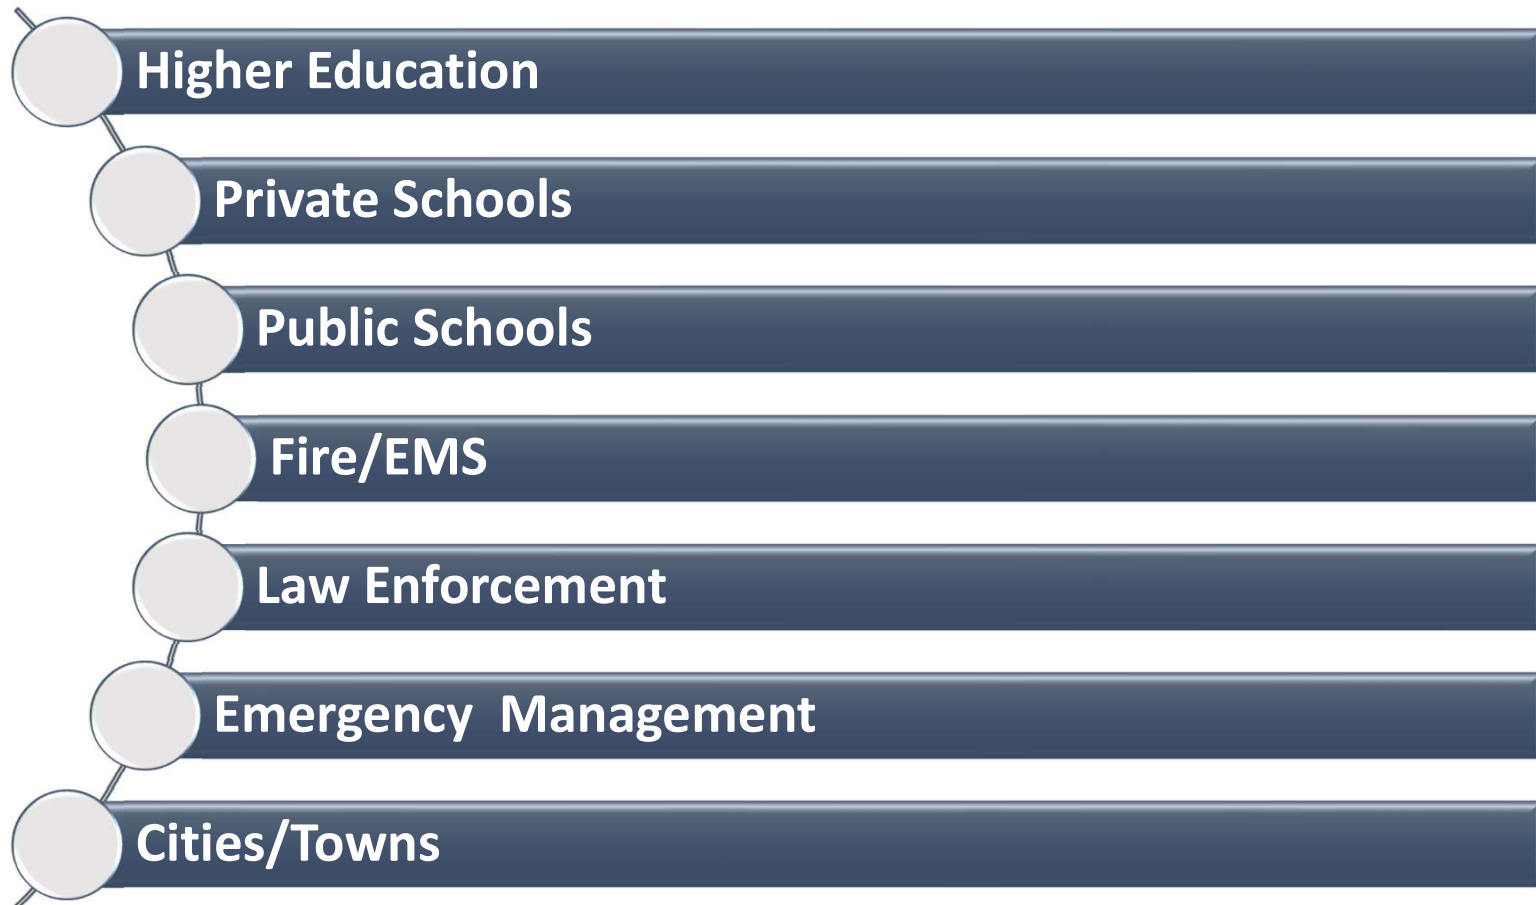 Higher Education
Private Schools
Public Schools
Fire/EMS
Law Enforcement
Emergency  Management
Cities/Towns